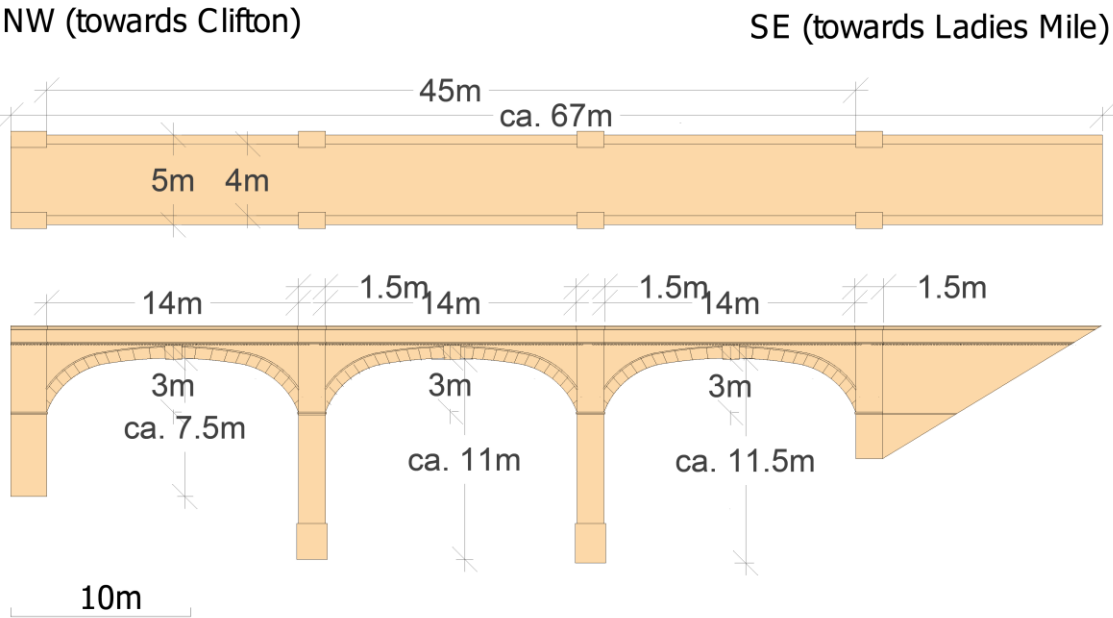 NW (towards Clifton)
SE (towards Ladies Mile)
45m
ca. 67m
5m 4m
14m 1.5m 14m 1.5m 14m 1.5m
3m 3m 3m
ca. 7.5m
ca. 11m ca. 11.5m
10m